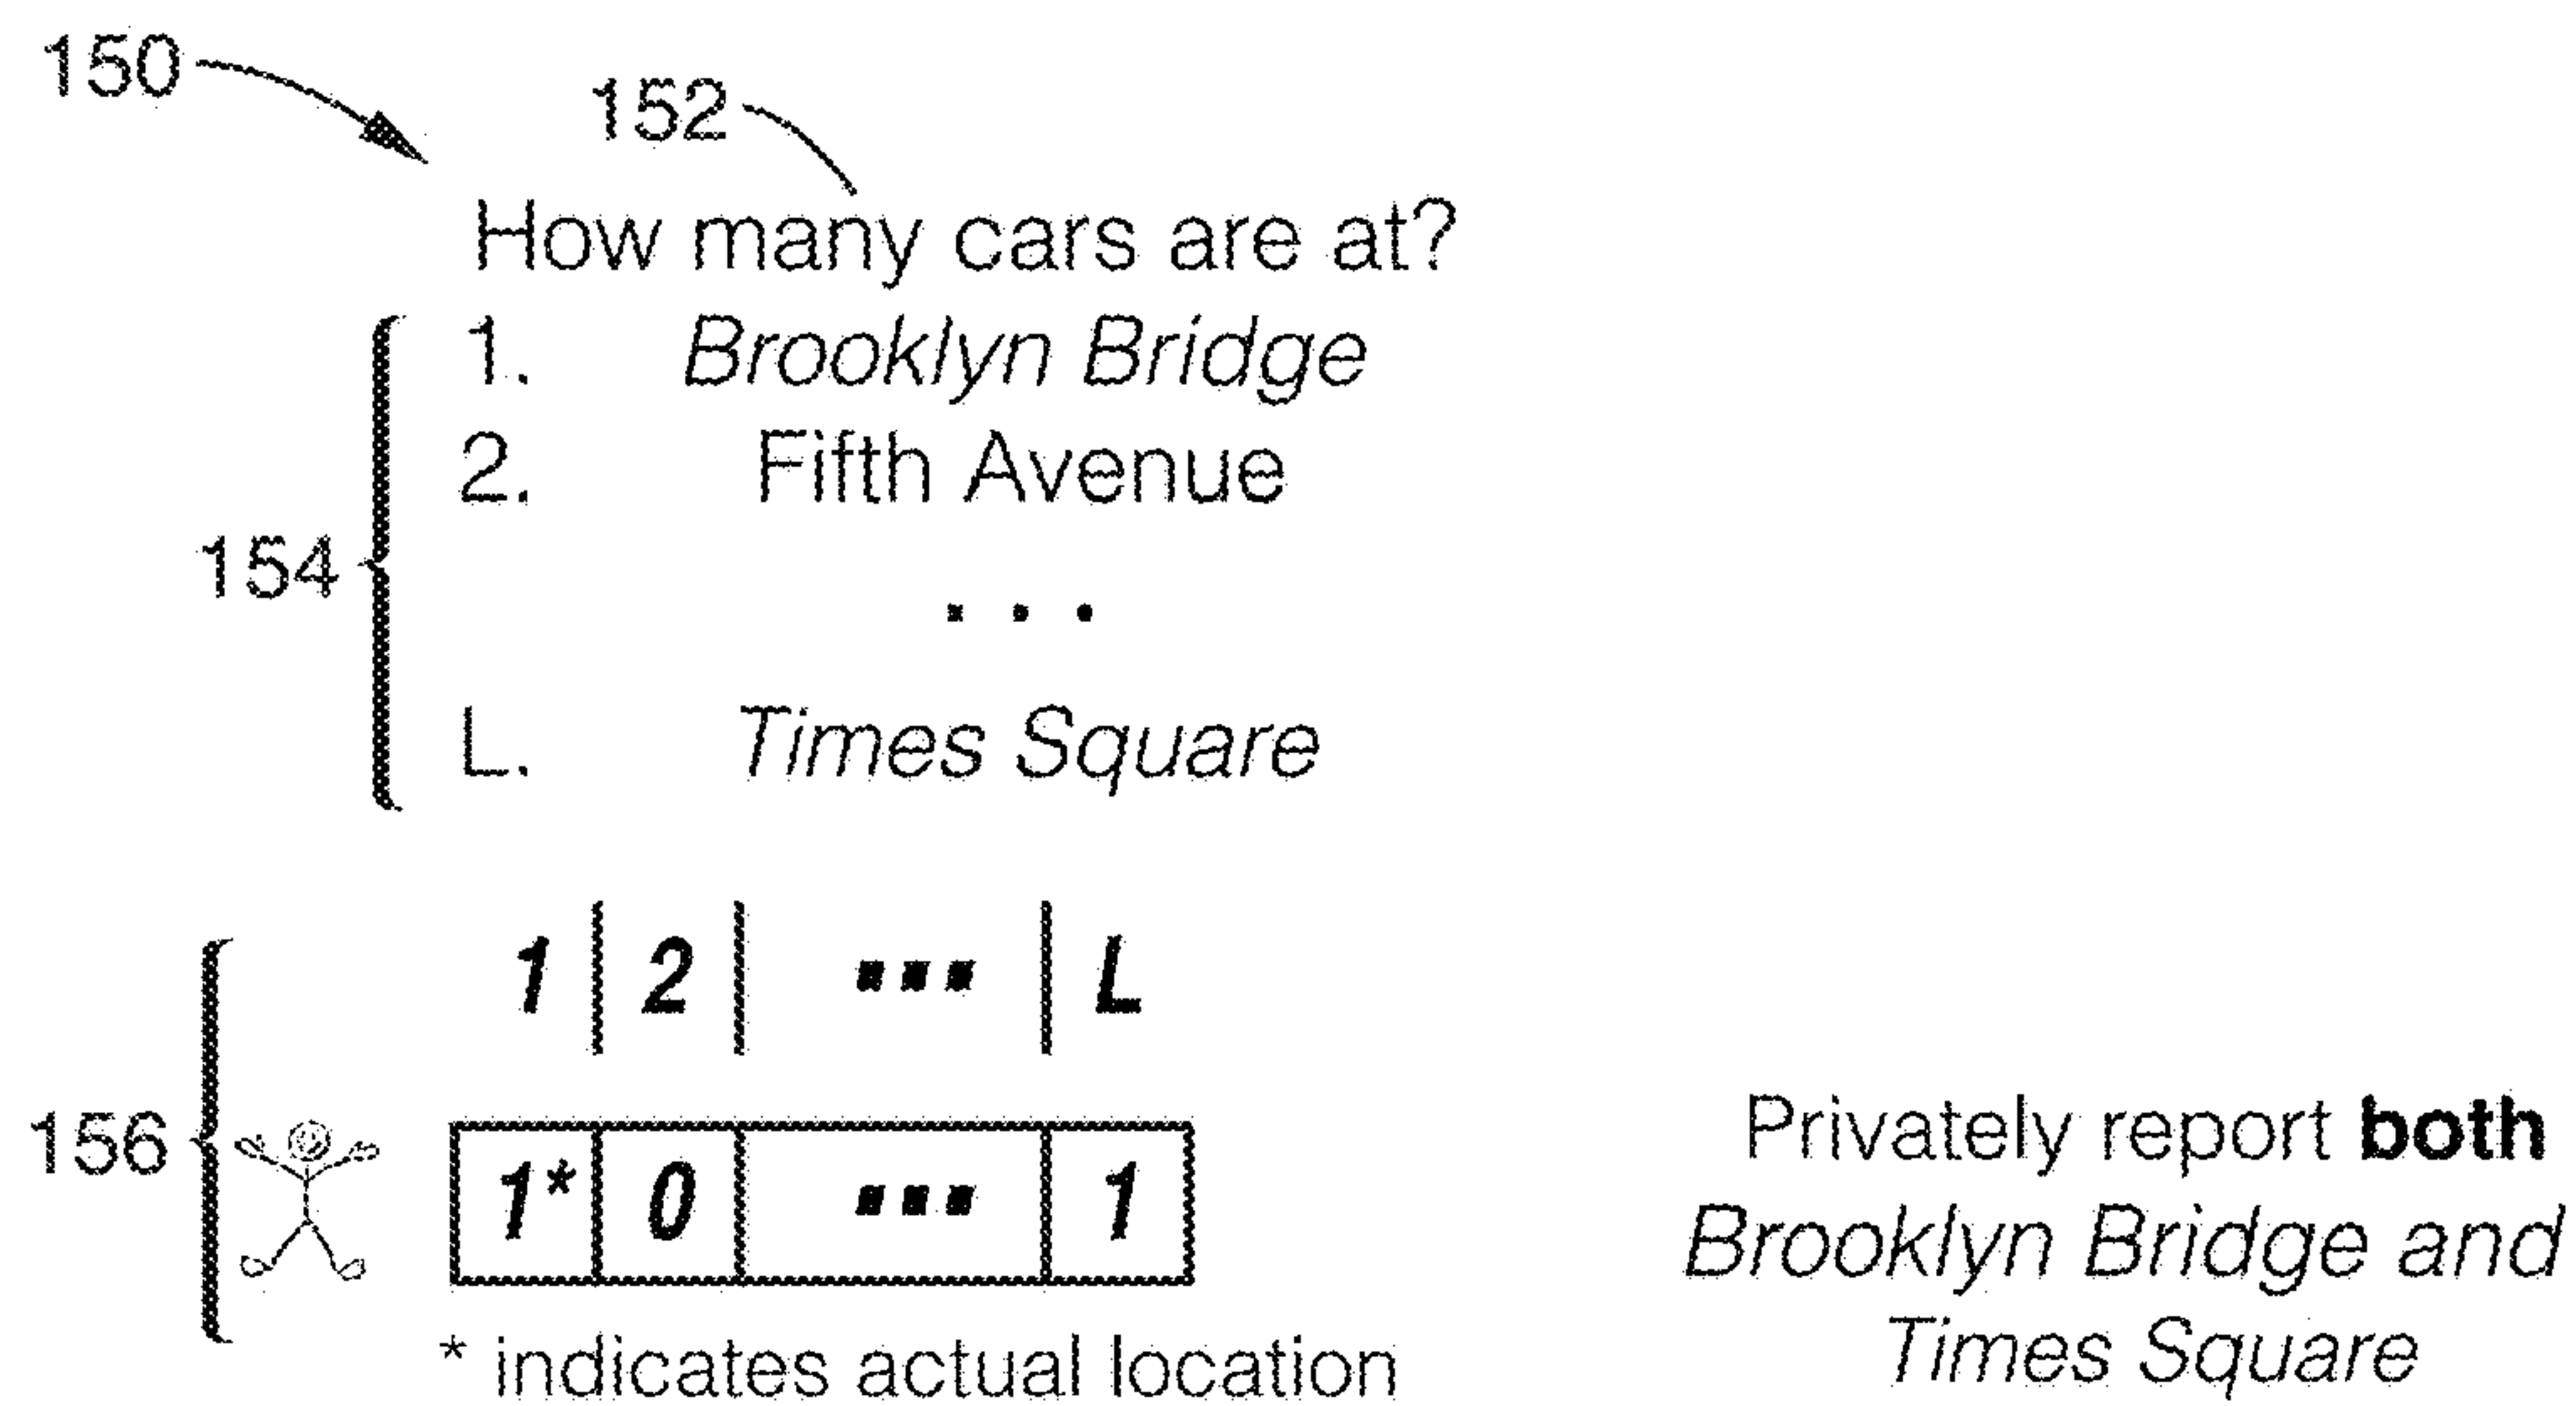 150
152
How many cars are at?
1. Brooklyn Bridge
2. Fifth Avenue
154
...
L. Times Square
1 2 ... L
156
1* 0 ... 1
* indicates actual location
Privately report both
Brooklyn Bridge and
Times Square